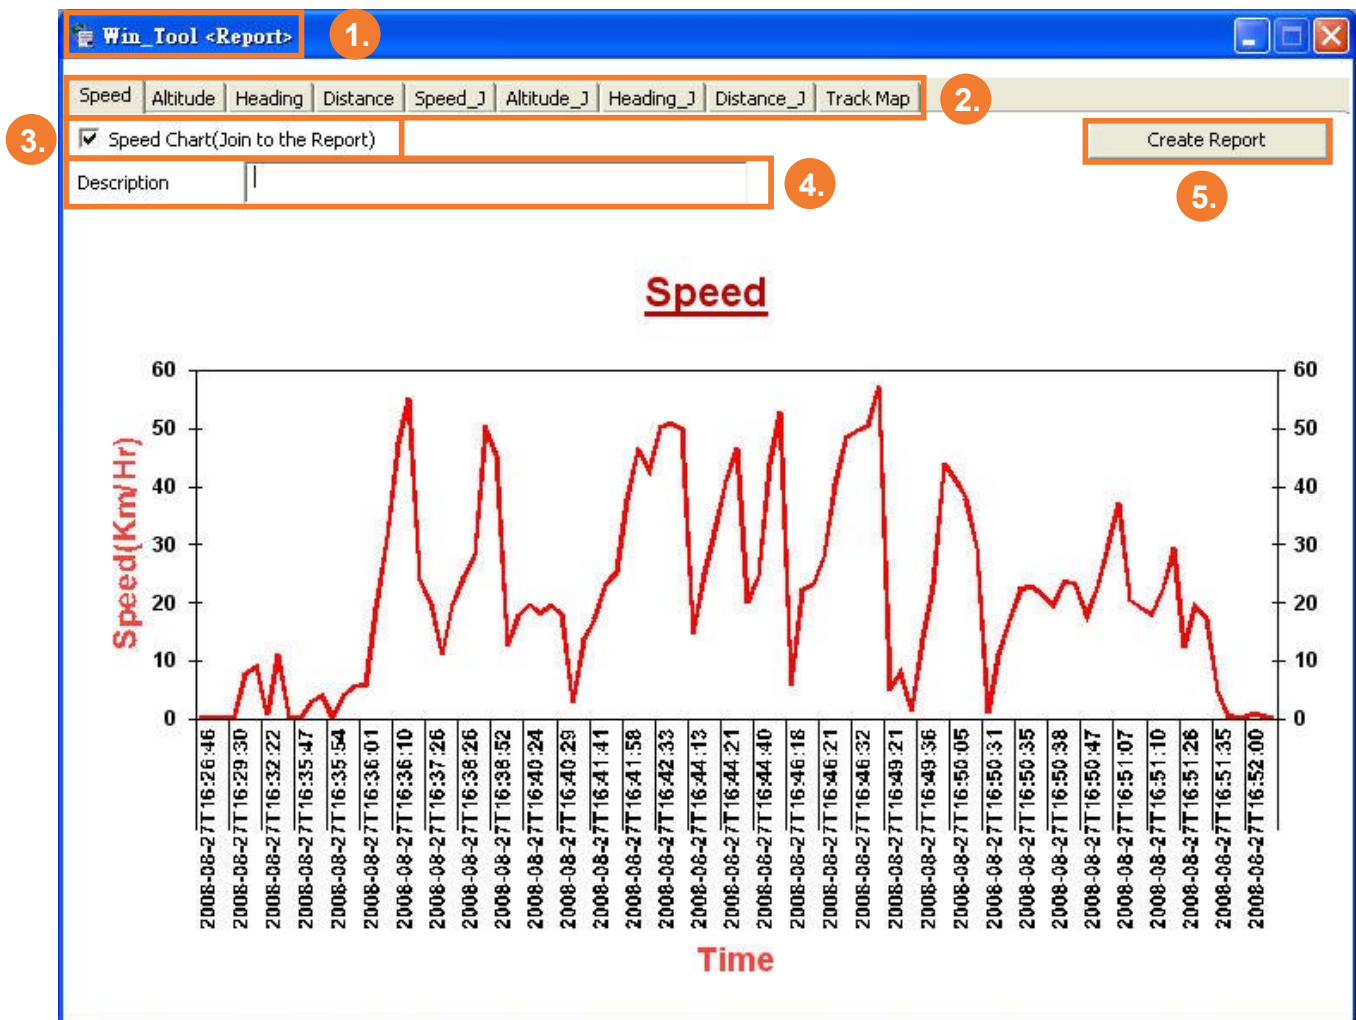 Win_Tool <Report>
1.
Speed Altitude Heading Distance Speed_J Altitude_J Heading_J Distance_J Track Map
2.
3.
Speed Chart(Join to the Report)
Create Report
Description
4.
5.
Speed
60 60
50 50
40 40
30 30
20 20
10 10
0 0
Speed(Km/Hr)
2008-08-27T16:26:46
2008-08-27T16:29:30
2008-08-27T16:32:22
2008-08-27T16:35:47
2008-08-27T16:35:54
2008-08-27T16:36:01
2008-08-27T16:36:10
2008-08-27T16:37:26
2008-08-27T16:38:26
2008-08-27T16:38:52
2008-08-27T16:40:24
2008-08-27T16:40:29
2008-08-27T16:41:41
2008-08-27T16:41:58
2008-08-27T16:42:33
2008-08-27T16:44:13
2008-08-27T16:44:21
2008-08-27T16:44:40
2008-08-27T16:46:18
2008-08-27T16:46:21
2008-08-27T16:46:32
2008-08-27T16:49:21
2008-08-27T16:49:36
2008-08-27T16:50:05
2008-08-27T16:50:31
2008-08-27T16:50:35
2008-08-27T16:50:38
2008-08-27T16:50:47
2008-08-27T16:51:07
2008-08-27T16:51:10
2008-08-27T16:51:26
2008-08-27T16:51:35
2008-08-27T16:52:00
Time